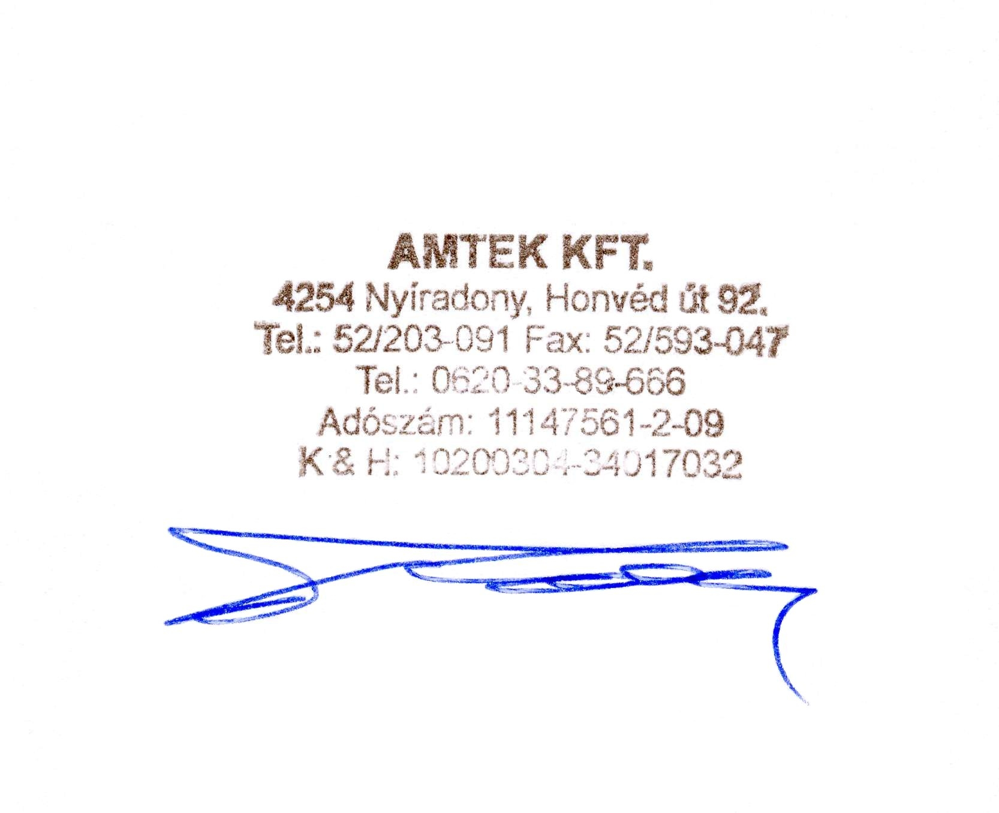 AMTEK KFT.
4254 Nyíradony, Honvéd út 92.
Tel.: 52/203-091 Fax: 52/593-047
Tel.: 0620-33-89-666
Adószám: 11147561-2-09
K & H: 10200304-34017032